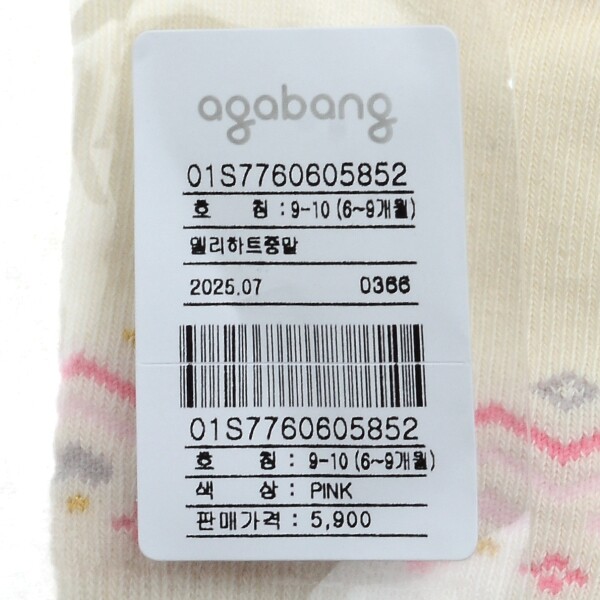 agabang
01S7760605852
호 칭 : 9-10 (6~9개월)
멜리하트중말
2025.07 0366
01S7760605852
호 칭 : 9-10 (6~9개월)
색 상 : PINK
판매가격 : 5,900